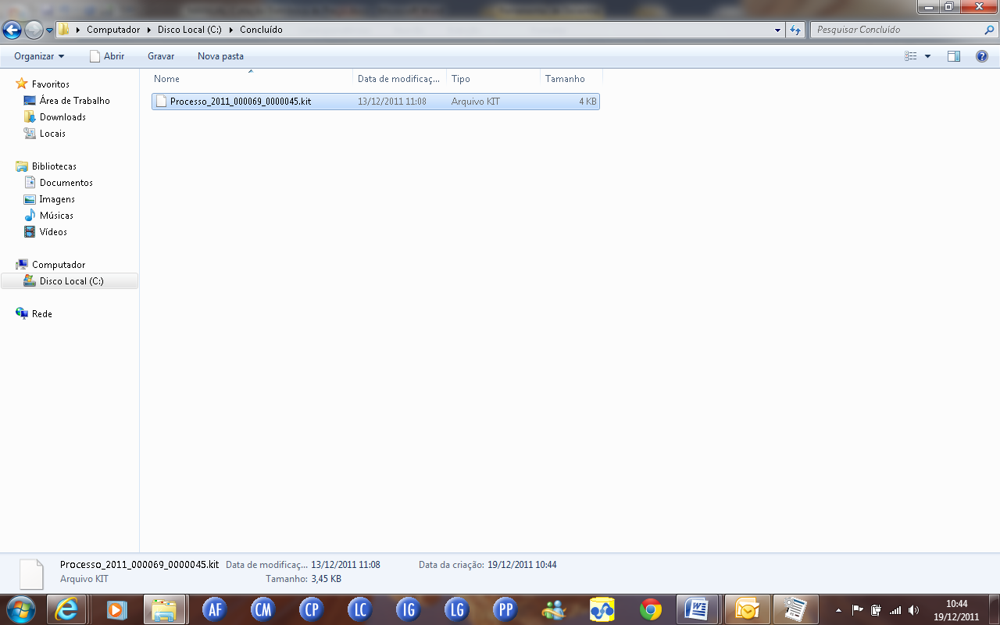 Computador ▸ Disco Local (C:) ▸ Concluído
Pesquisar Concluído
Organizar Abrir Gravar Nova pasta
Nome Data de modificaç... Tipo Tamanho
Processo_2011_000069_0000045.kit 13/12/2011 11:08 Arquivo KIT 4 KB
Favoritos
Área de Trabalho
Downloads
Locais
Bibliotecas
Documentos
Imagens
Músicas
Vídeos
Computador
Disco Local (C:)
Rede
Processo_2011_000069_0000045.kit Data de modificaç... 13/12/2011 11:08 Data da criação: 19/12/2011 10:44
Arquivo KIT Tamanho: 3,45 KB
AF CM CP LC IG LG PP
10:44
19/12/2011